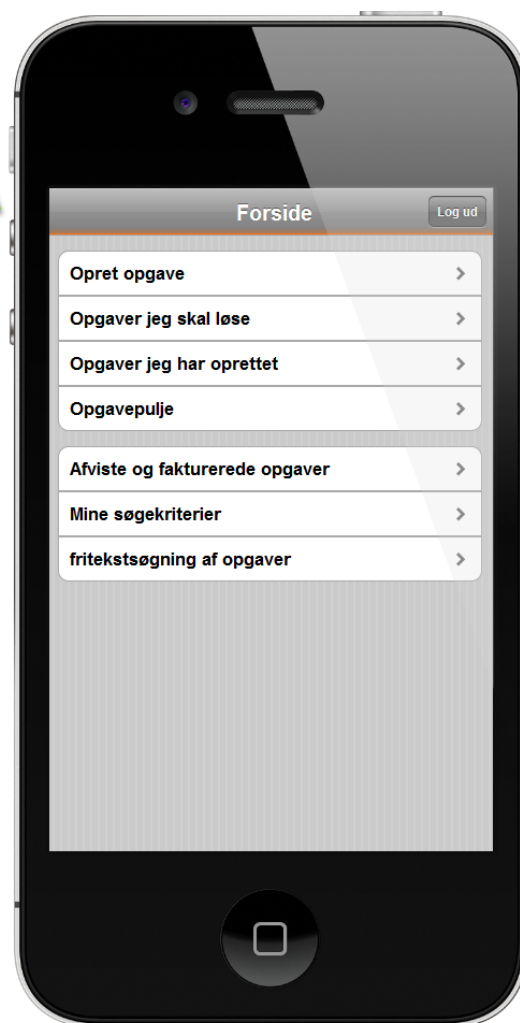 Forside
Log ud
Opret opgave
Opgaver jeg skal løse
Opgaver jeg har oprettet
Opgavepulje
Afviste og fakturerede opgaver
Mine søgekriterier
fritekstsøgning af opgaver